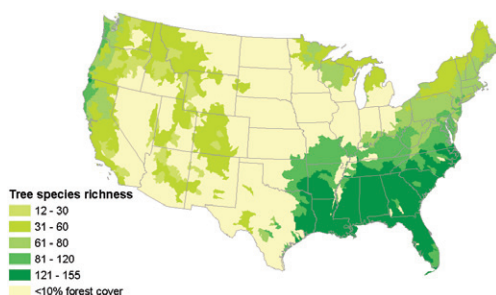 Tree species richness
12 - 30
31 - 60
61 - 80
81 - 120
121 - 155
<10% forest cover